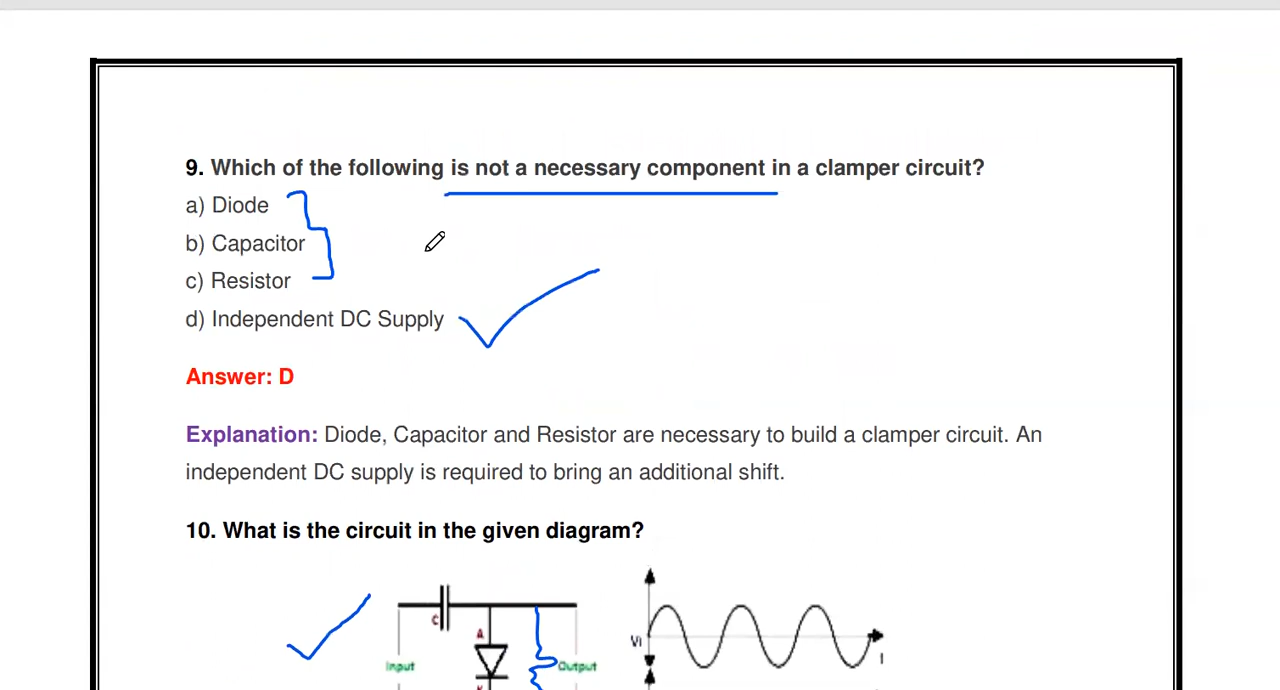 9. Which of the following is not a necessary component in a clamper circuit?
a) Diode
b) Capacitor
c) Resistor
d) Independent DC Supply
Answer: D
Explanation: Diode, Capacitor and Resistor are necessary to build a clamper circuit. An
independent DC supply is required to bring an additional shift.
10. What is the circuit in the given diagram?
C
A
Vi
Input
Output